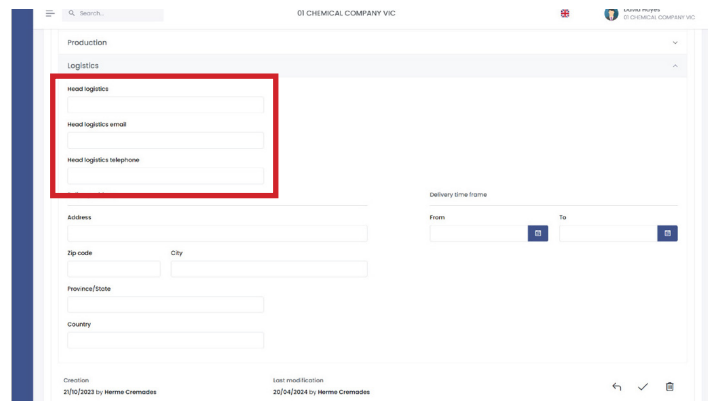 Search...
01 CHEMICAL COMPANY VIC
David Hayes
01 CHEMICAL COMPANY VIC
Production
Logistics
Head logistics
Head logistics email
Head logistics telephone
Delivery time frame
Address
From
To
Zip code
City
Province/State
Country
Creation
Last modification
21/10/2023 by Herme Cremades
20/04/2024 by Herme Cremades